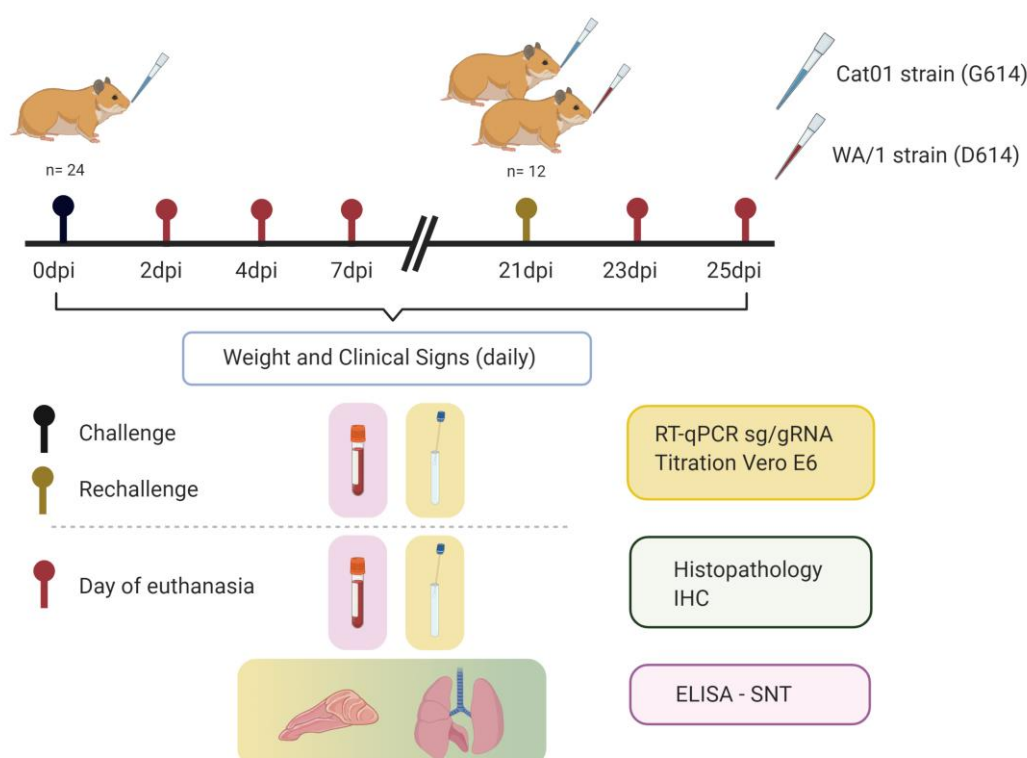 Cat01 strain (G614)
WA/1 strain (D614)
n= 24
n= 12
0dpi
2dpi
4dpi
7dpi
21dpi
23dpi
25dpi
Weight and Clinical Signs (daily)
Challenge
Rechallenge
Day of euthanasia
RT-qPCR sg/gRNA
Titration Vero E6
Histopathology
IHC
ELISA - SNT